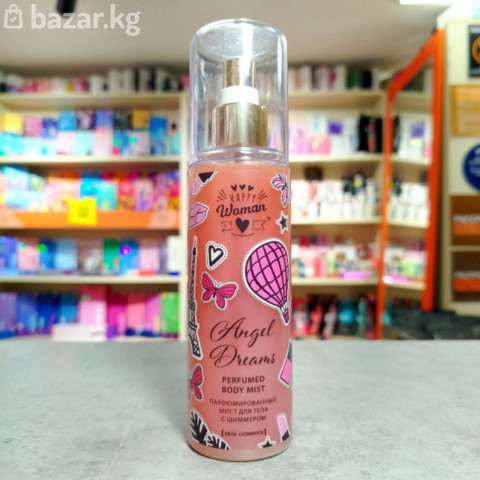 bazar.kg
HAPPY
Woman
Angel
Dreams
PERFUMED
BODY MIST
ПАРФЮМИРОВАННЫЙ
МИСТ ДЛЯ ТЕЛА
С ШИММЕРОМ